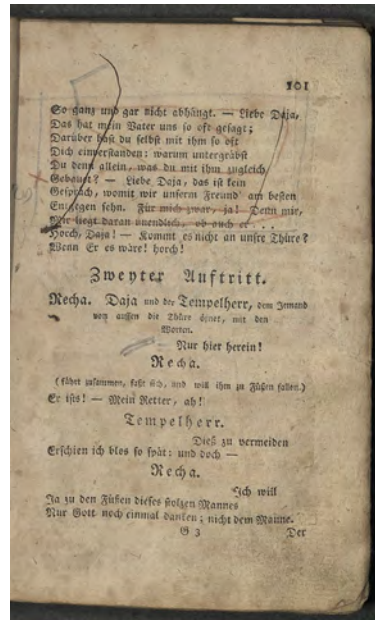 101
So ganz und gar nicht abhängt. — Liebe Daja,
Das hat mein Vater uns so oft gesagt;
Darüber hast du selbst mit ihm so oft
Dich einverstanden: warum untergräbst
Du denn allein, was du mit ihm zugleich
Gebauet? — Liebe Daja, das ist kein
Gespräch, womit wir unserm Freund' am besten
Entgegen sehn. Für mich zwar, ja! Denn mir,
Mir liegt daran unendlich, ob auch er . . .
Horch, Daja! — Kommt es nicht an unsre Thüre?
Wenn Er es wäre! horch!
Zweyter Auftritt.
Recha. Daja und der Tempelherr, dem Jemand
von aussen die Thüre öfnet, mit den
Worten.
Nur hier herein!
Recha.
(fährt zusammen, faßt sich, und will ihm zu Füßen fallen.)
Er ists! — Mein Retter, ah!
Tempelherr.
Dieß zu vermeiden
Erschien ich blos so spät: und doch —
Recha.
Ich will
Ja zu den Füßen dieses stolzen Mannes
Nur Gott noch einmal danken; nicht dem Manne.
G 3 Der